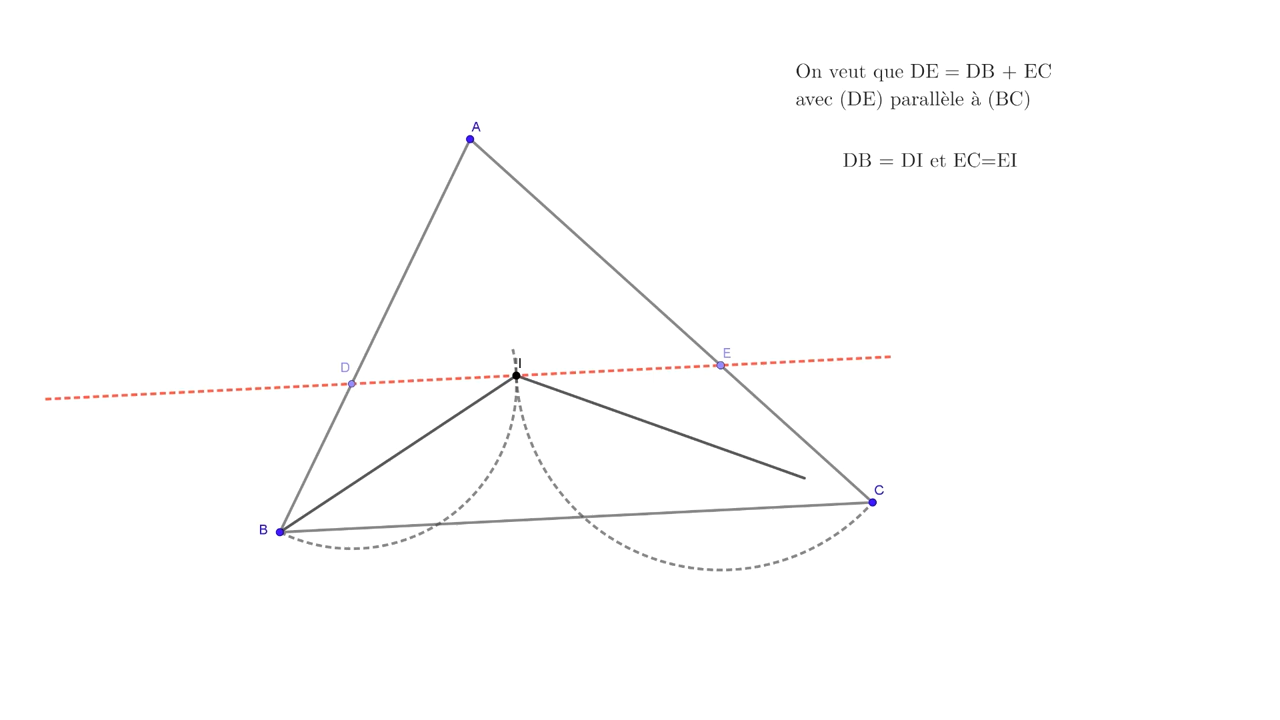 On veut que DE = DB + EC
avec (DE) parallèle à (BC)
A
DB = DI et EC=EI
E
I
D
C
B